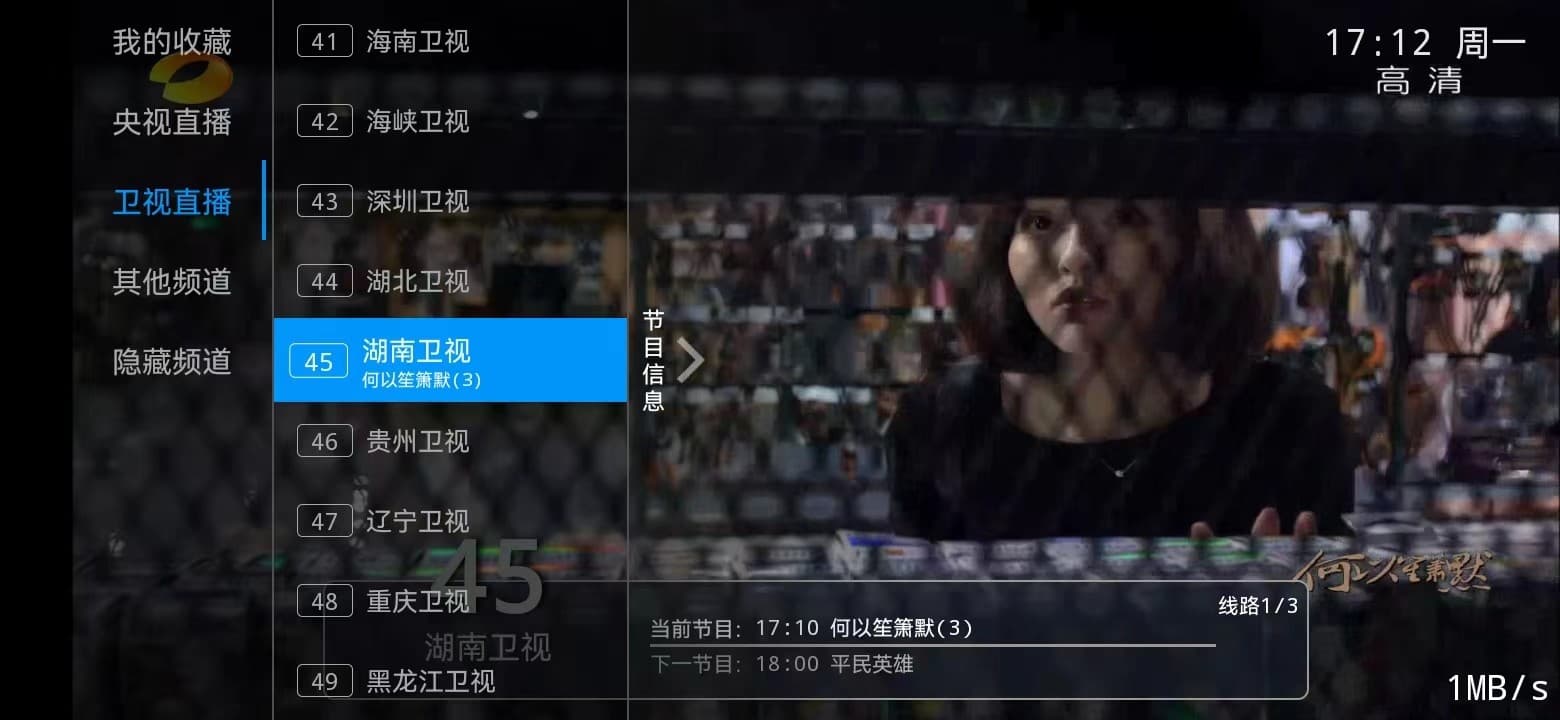 我的收藏
央视直播
卫视直播
其他频道
隐藏频道
41 海南卫视
42 海峡卫视
43 深圳卫视
44 湖北卫视
45 湖南卫视
何以笙箫默(3)
46 贵州卫视
47 辽宁卫视
48 重庆卫视
49 黑龙江卫视
节目信息
17:12 周一
高清
何以笙箫默
45
湖南卫视
线路1/3
当前节目: 17:10 何以笙箫默(3)
下一节目: 18:00 平民英雄
1MB/s